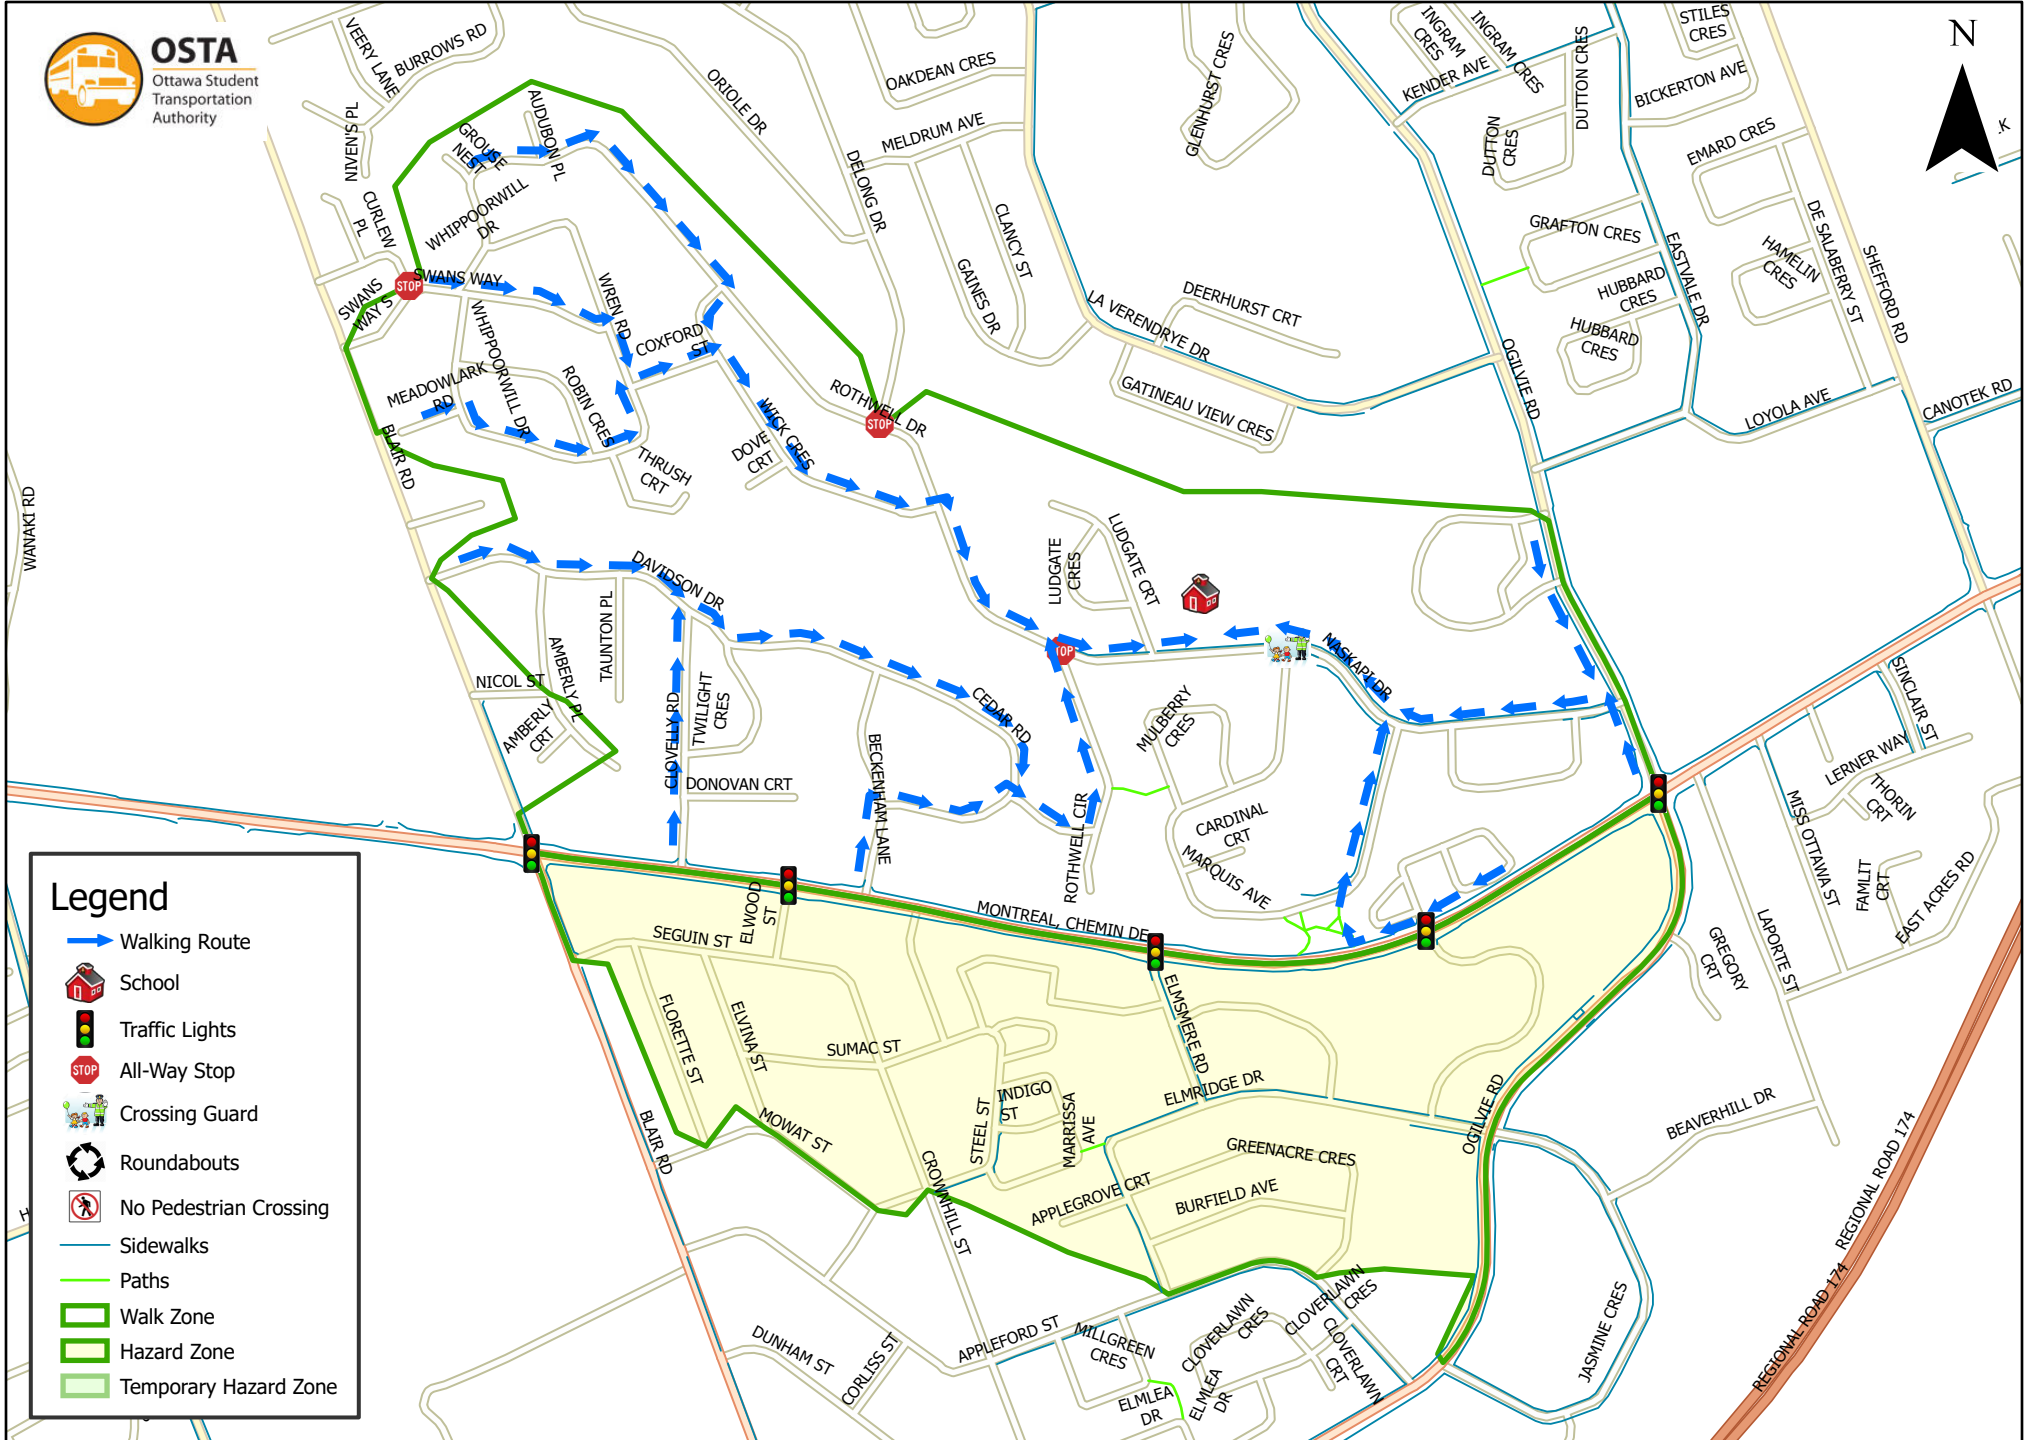 OSTA
Ottawa Student
Transportation
Authority
N
VEERY LANE
BURROWS RD
NIVEN'S PL
CURLEW
PL
GROUSE
NEST
AUDUBON PL
WHIPPOORWILL
DR
SWANS WAY
SWANS
WAY S
STOP
WREN RD
COXFORD
ST
WHIPPOORWILL DR
MEADOWLARK
RD
ROBIN CRES
THRUSH
CRT
DOVE
CRT
WICK CRES
BLAIR RD
WANAKI RD
ORIOLE DR
OAKDEAN CRES
MELDRUM AVE
DELONG DR
CLANCY ST
GAINES DR
ROTHWELL DR
STOP
GLENHURST CRES
LA VERENDRYE DR
DEERHURST CRT
GATINEAU VIEW CRES
INGRAM
CRES
INGRAM CRES
KENDER AVE
DUTTON CRES
DUTTON
CRES
STILES
CRES
BICKERTON AVE
EMARD CRES
GRAFTON CRES
EASTVALE DR
HUBBARD
CRES
HUBBARD
CRES
HAMELIN
CRES
DE SALABERRY ST
SHEFFORD RD
OGILVIE RD
LOYOLA AVE
CANOTEK RD
DAVIDSON DR
TAUNTON PL
AMBERLY PL
NICOL ST
AMBERLY
CRT
CLOVELLY RD
TWILIGHT
CRES
DONOVAN CRT
BECKENHAM LANE
CEDAR RD
ROTHWELL CIR
LUDGATE
CRES
LUDGATE CRT
STOP
NASKAPI DR
MULBERRY
CRES
CARDINAL
CRT
MARQUIS AVE
MONTREAL, CHEMIN DE
SINCLAIR ST
LERNER WAY
THORIN
CRT
MISS OTTAWA ST
FAMLIT
CRT
EAST ACRES RD
LAPORTE ST
GREGORY
CRT
BEAVERHILL DR
REGIONAL ROAD 174
REGIONAL ROAD 174
JASMINE CRES
OGILVIE RD
ELWOOD
ST
SEGUIN ST
FLORETTE ST
ELVINA ST
SUMAC ST
MOWAT ST
BLAIR RD
CROWNHILL ST
STEEL ST
INDIGO
ST
MARRISSA
AVE
ELMSMERE RD
ELMRIDGE DR
GREENACRE CRES
APPLEGROVE CRT
BURFIELD AVE
APPLEFORD ST
DUNHAM ST
CORLISS ST
MILLGREEN
CRES
CLOVERLAWN
CRES
CLOVERLAWN
CRES
CLOVERLAWN
CRT
ELMLEA
DR
ELMLEA
DR
Legend
Walking Route
School
Traffic Lights
STOP
All-Way Stop
Crossing Guard
Roundabouts
No Pedestrian Crossing
Sidewalks
Paths
Walk Zone
Hazard Zone
Temporary Hazard Zone